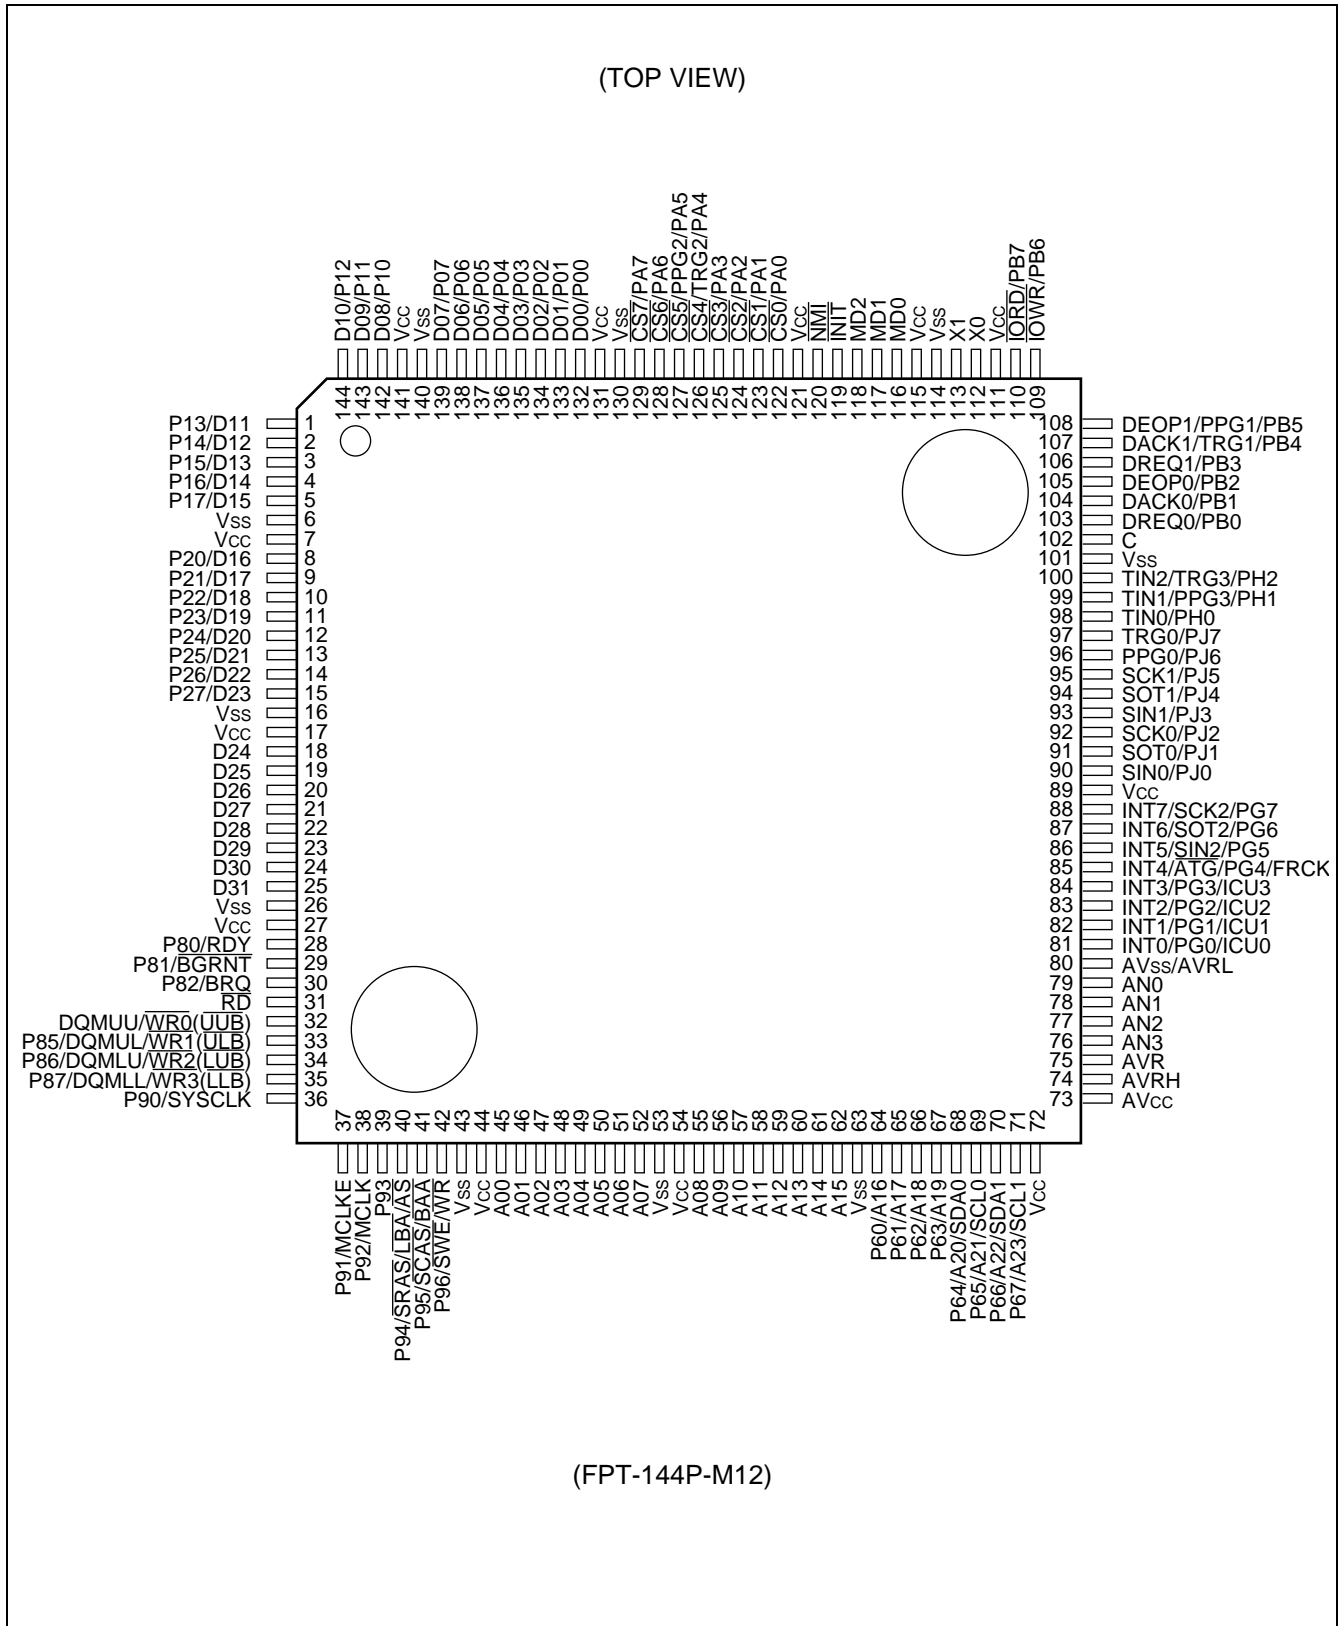 (TOP VIEW)
D10/P12
D09/P11
D08/P10
VCC
VSS
D07/P07
D06/P06
D05/P05
D04/P04
D03/P03
D02/P02
D01/P01
D00/P00
VCC
VSS
CS7/PA7
CS6/PA6
CS5/PPG2/PA5
CS4/TRG2/PA4
CS3/PA3
CS2/PA2
CS1/PA1
CS0/PA0
VCC
NMI
INIT
MD2
MD1
MD0
VCC
VSS
X1
X0
VCC
IORD/PB7
IOWR/PB6
144
143
142
141
140
139
138
137
136
135
134
133
132
131
130
129
128
127
126
125
124
123
122
121
120
119
118
117
116
115
114
113
112
111
110
109
P13/D11 1
P14/D12 2
P15/D13 3
P16/D14 4
P17/D15 5
VSS 6
VCC 7
P20/D16 8
P21/D17 9
P22/D18 10
P23/D19 11
P24/D20 12
P25/D21 13
P26/D22 14
P27/D23 15
VSS 16
VCC 17
D24 18
D25 19
D26 20
D27 21
D28 22
D29 23
D30 24
D31 25
VSS 26
VCC 27
P80/RDY 28
P81/BGRNT 29
P82/BRQ 30
RD 31
DQMUU/WR0(UUB) 32
P85/DQMUL/WR1(ULB) 33
P86/DQMLU/WR2(LUB) 34
P87/DQMLL/WR3(LLB) 35
P90/SYSCLK 36
108 DEOP1/PPG1/PB5
107 DACK1/TRG1/PB4
106 DREQ1/PB3
105 DEOP0/PB2
104 DACK0/PB1
103 DREQ0/PB0
102 C
101 VSS
100 TIN2/TRG3/PH2
99 TIN1/PPG3/PH1
98 TIN0/PH0
97 TRG0/PJ7
96 PPG0/PJ6
95 SCK1/PJ5
94 SOT1/PJ4
93 SIN1/PJ3
92 SCK0/PJ2
91 SOT0/PJ1
90 SIN0/PJ0
89 VCC
88 INT7/SCK2/PG7
87 INT6/SOT2/PG6
86 INT5/SIN2/PG5
85 INT4/ATG/PG4/FRCK
84 INT3/PG3/ICU3
83 INT2/PG2/ICU2
82 INT1/PG1/ICU1
81 INT0/PG0/ICU0
80 AVSS/AVRL
79 AN0
78 AN1
77 AN2
76 AN3
75 AVR
74 AVRH
73 AVCC
37
38
39
40
41
42
43
44
45
46
47
48
49
50
51
52
53
54
55
56
57
58
59
60
61
62
63
64
65
66
67
68
69
70
71
72
P91/MCLKE
P92/MCLK
P93
P94/SRAS/LBA/AS
P95/SCAS/BAA
P96/SWE/WR
VSS
VCC
A00
A01
A02
A03
A04
A05
A06
A07
VSS
VCC
A08
A09
A10
A11
A12
A13
A14
A15
VSS
P60/A16
P61/A17
P62/A18
P63/A19
P64/A20/SDA0
P65/A21/SCL0
P66/A22/SDA1
P67/A23/SCL1
VCC
(FPT-144P-M12)